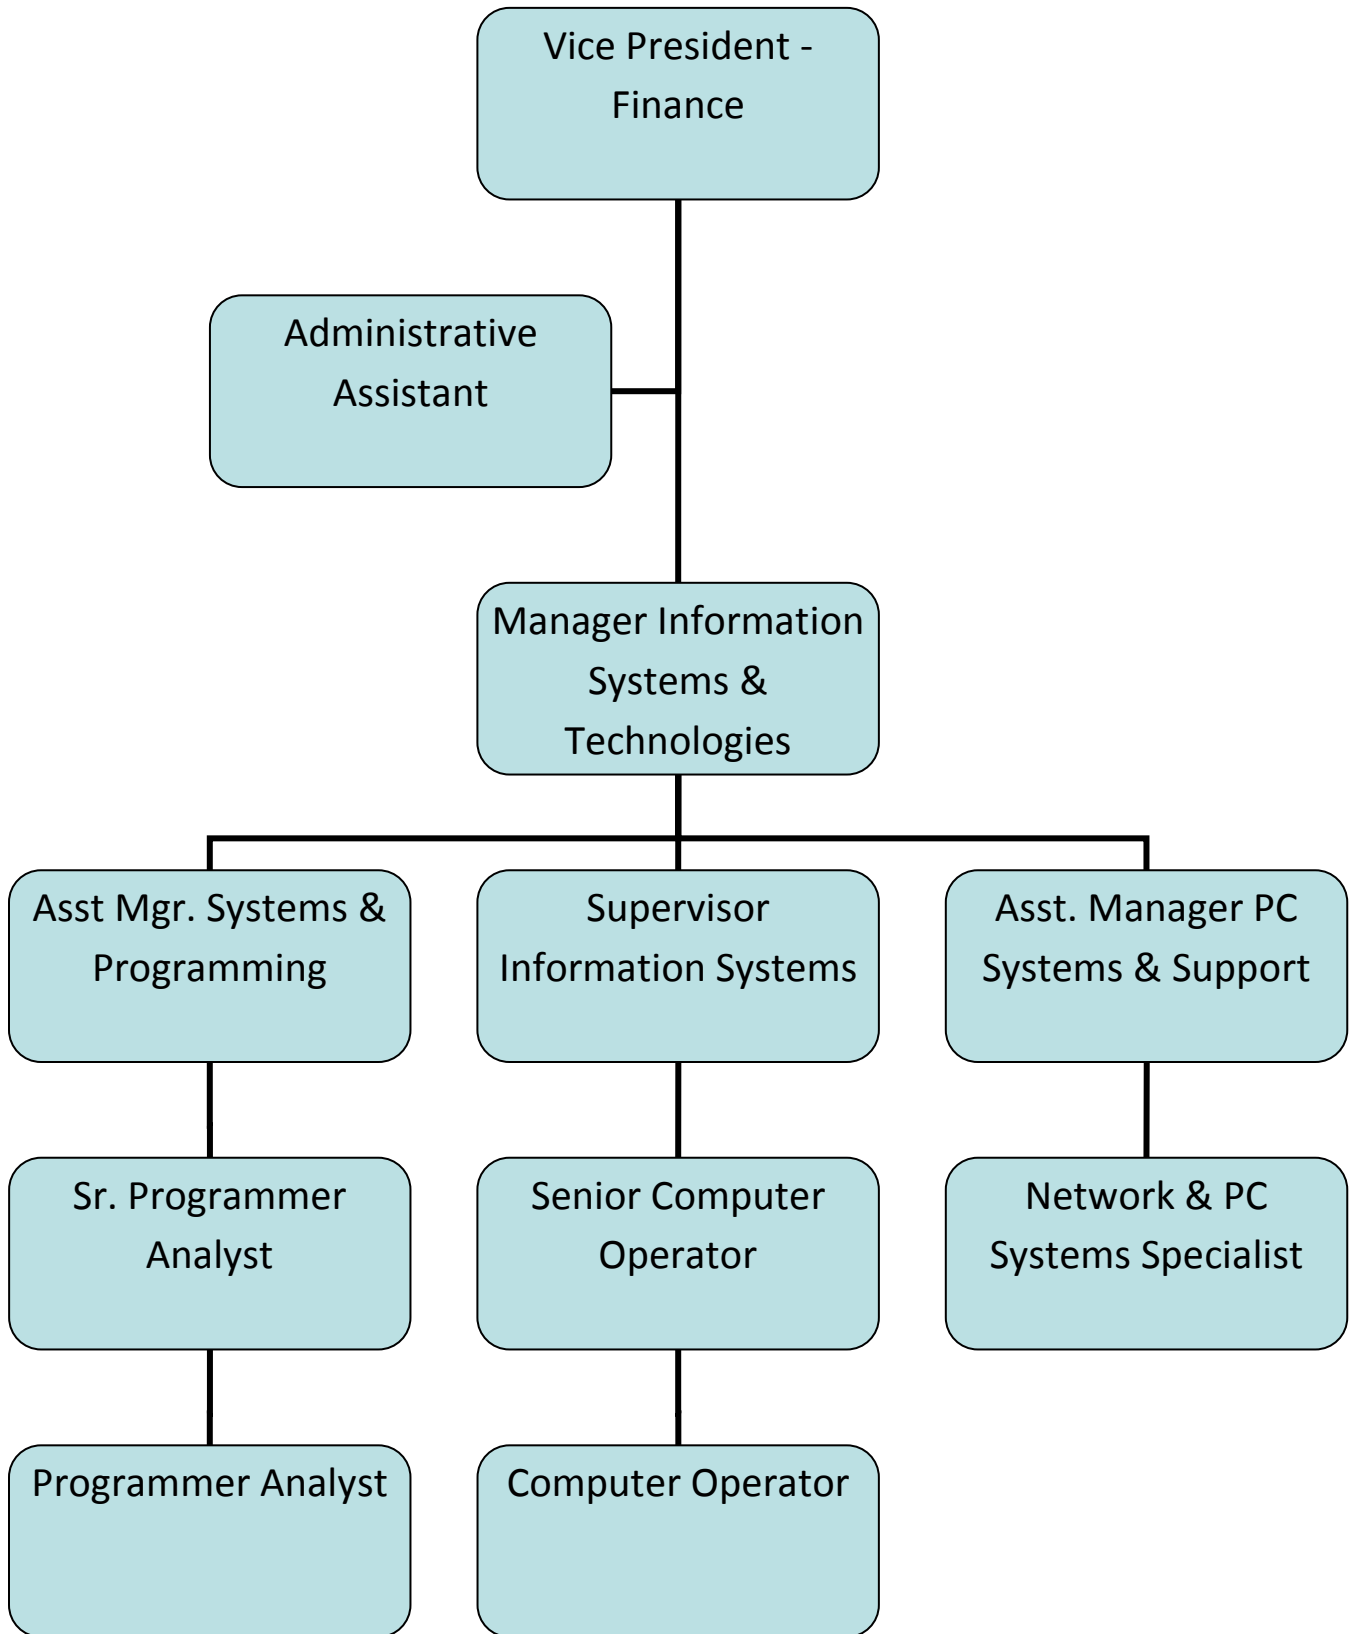 Vice President -
Finance
Administrative
Assistant
Manager Information
Systems &
Technologies
Asst Mgr. Systems &
Programming
Supervisor
Information Systems
Asst. Manager PC
Systems & Support
Sr. Programmer
Analyst
Senior Computer
Operator
Network & PC
Systems Specialist
Programmer Analyst
Computer Operator